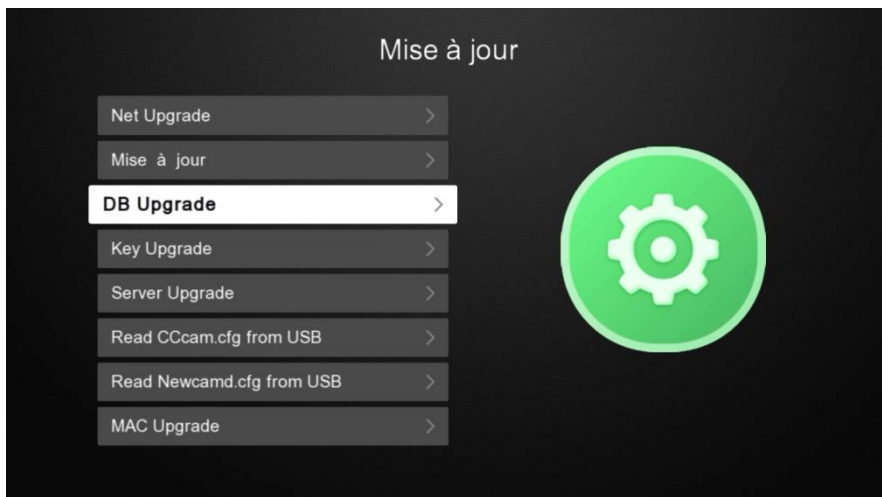 Mise à jour
Net Upgrade
Mise à jour
DB Upgrade
Key Upgrade
Server Upgrade
Read CCcam.cfg from USB
Read Newcamd.cfg from USB
MAC Upgrade